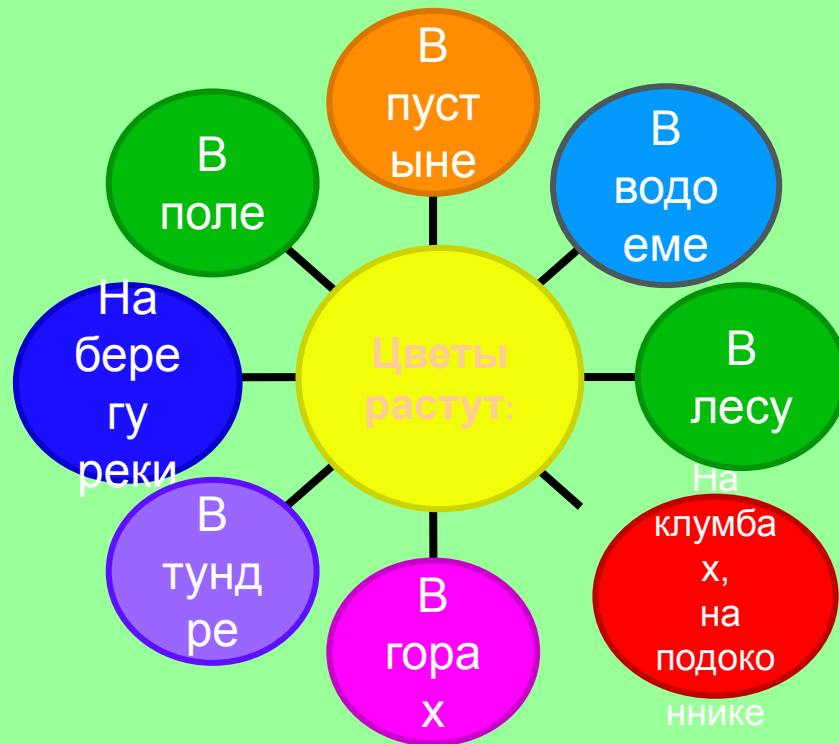 В
пуст
ыне
В
поле
В
водо
еме
На
бере
гу
реки
Цветы
растут:
В
лесу
В
тунд
ре
В
гора
х
На
клумба
х,
на
подоко
ннике